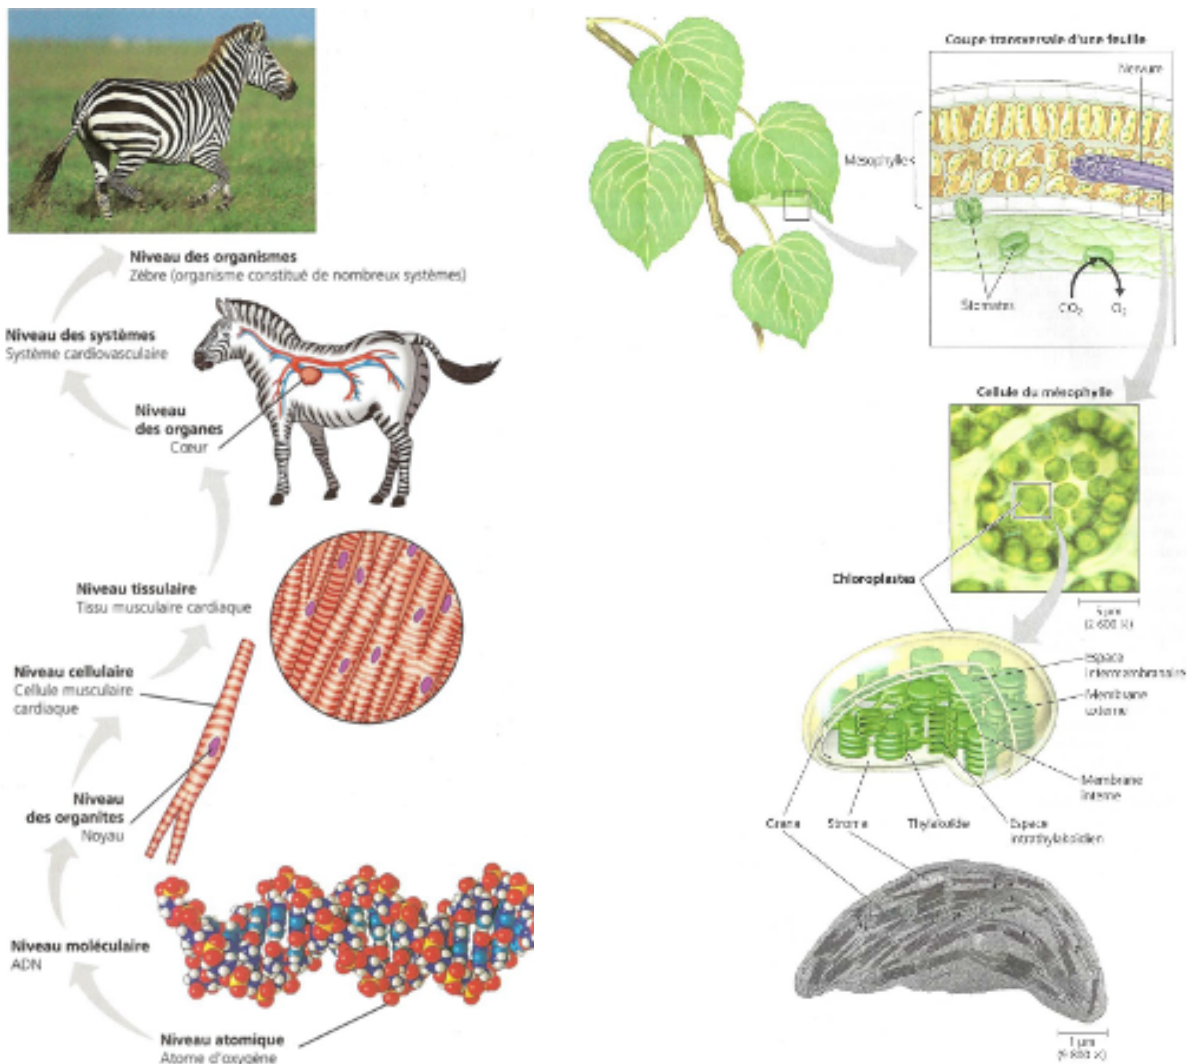 Niveau des organismes
Zèbre (organisme constitué de nombreux systèmes)
Niveau des systèmes
Système cardiovasculaire
Niveau
des organes
Cœur
Niveau tissulaire
Tissu musculaire cardiaque
Niveau cellulaire
Cellule musculaire
cardiaque
Niveau
des organites
Noyau
Niveau moléculaire
ADN
Niveau atomique
Atome d'oxygène
Coupe transversale d'une feuille
Nervure
Mésophylle
Stomates
CO₂
O₂
Cellule du mésophylle
Chloroplastes
5 µm
(2 600 ×)
Espace
intermembranaire
Membrane
externe
Membrane
interne
Grana
Stroma
Thylakoïde
Espace
intrathylakoïdien
1 µm